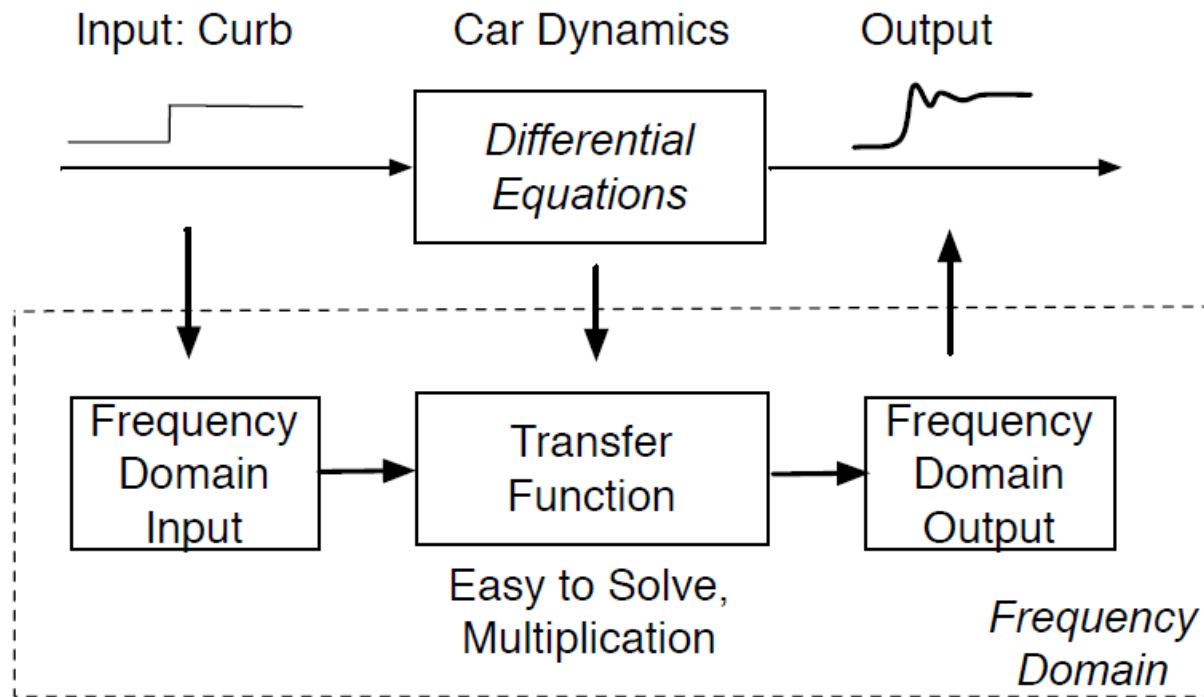 Input: Curb
Car Dynamics
Output
Differential
Equations
Frequency
Domain
Input
Transfer
Function
Frequency
Domain
Output
Easy to Solve,
Multiplication
Frequency
Domain